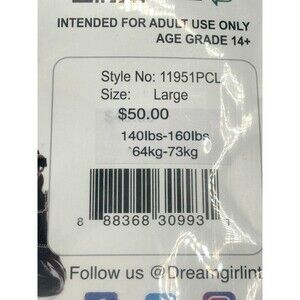 INTENDED FOR ADULT USE ONLY
AGE GRADE 14+
Style No: 11951PCL
Size: Large
$50.00
140lbs-160lbs
64kg-73kg
8 88368 30993
Follow us @Dreamgirlint